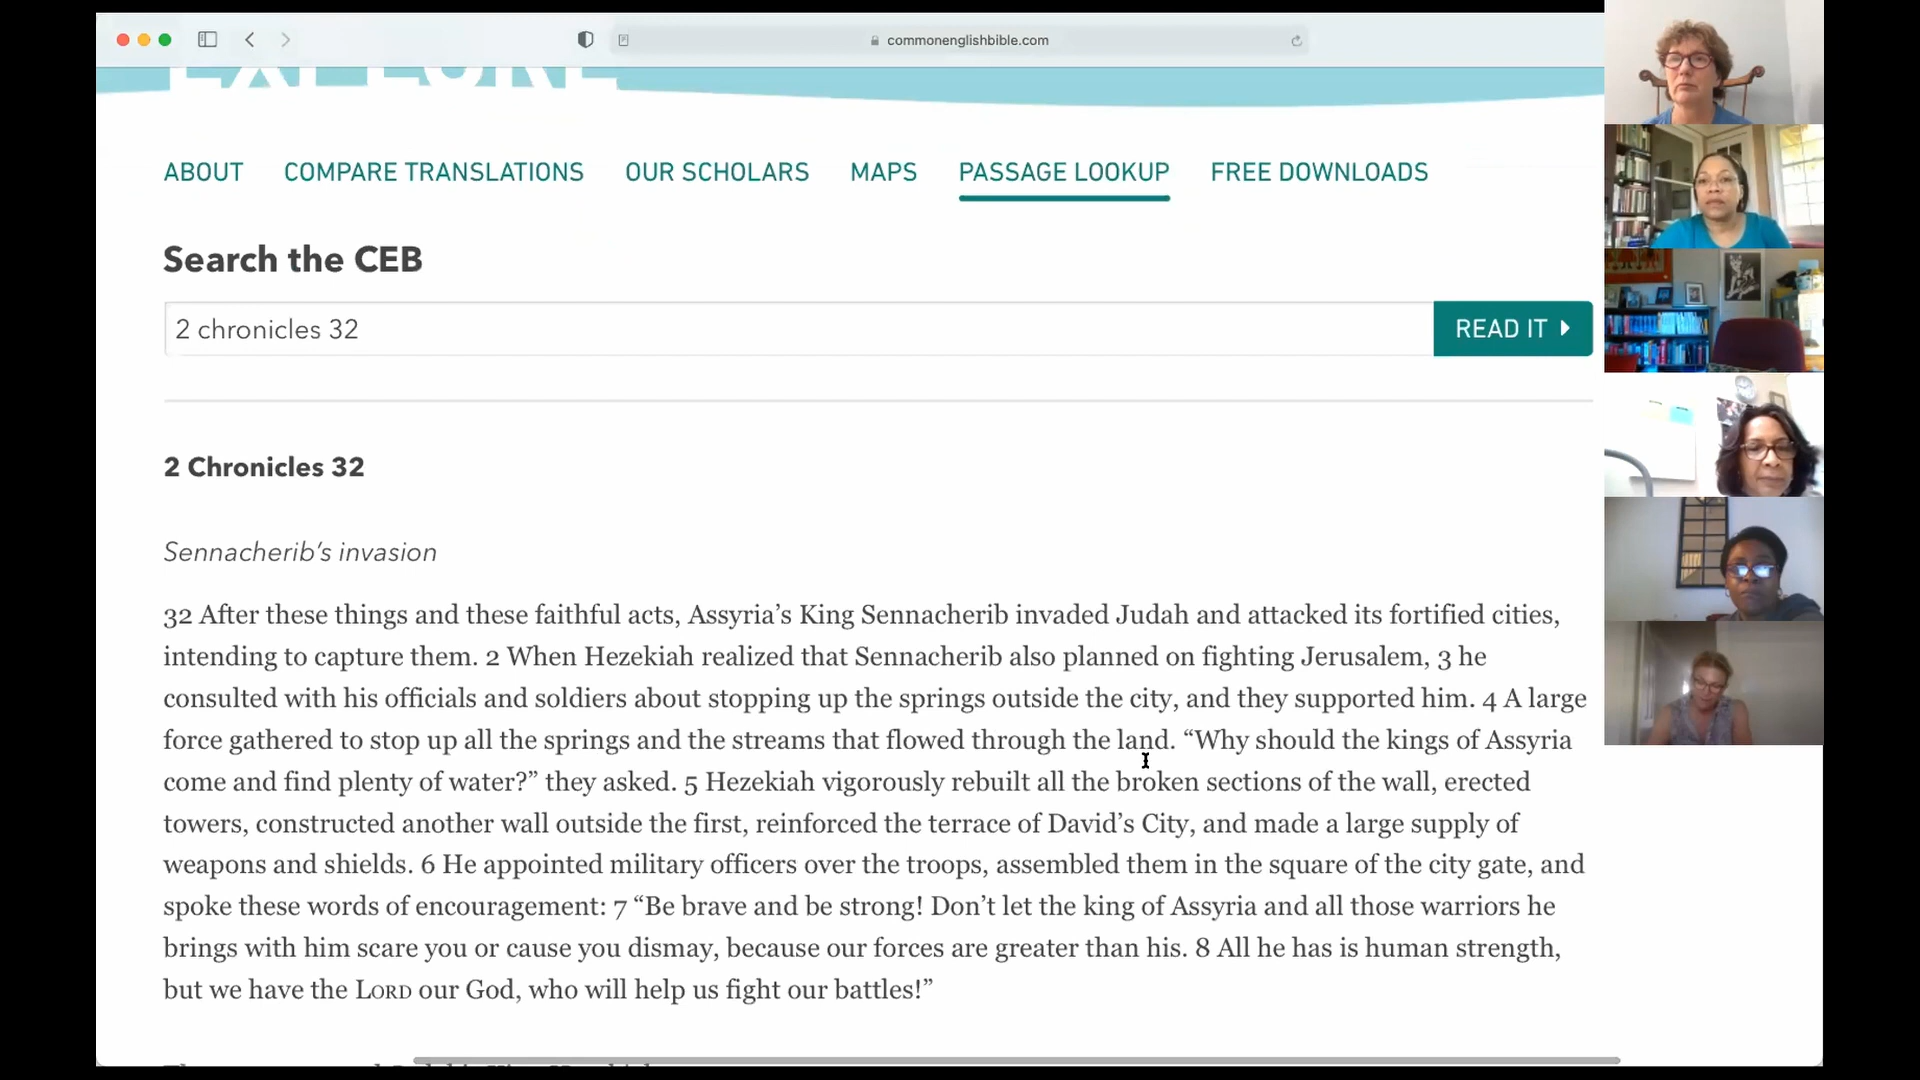 commonenglishbible.com
EXPLORE
ABOUT COMPARE TRANSLATIONS OUR SCHOLARS MAPS PASSAGE LOOKUP FREE DOWNLOADS
Search the CEB
2 chronicles 32
READ IT
2 Chronicles 32
Sennacherib’s invasion
32 After these things and these faithful acts, Assyria’s King Sennacherib invaded Judah and attacked its fortified cities,
intending to capture them. 2 When Hezekiah realized that Sennacherib also planned on fighting Jerusalem, 3 he
consulted with his officials and soldiers about stopping up the springs outside the city, and they supported him. 4 A large
force gathered to stop up all the springs and the streams that flowed through the land. “Why should the kings of Assyria
come and find plenty of water?” they asked. 5 Hezekiah vigorously rebuilt all the broken sections of the wall, erected
towers, constructed another wall outside the first, reinforced the terrace of David’s City, and made a large supply of
weapons and shields. 6 He appointed military officers over the troops, assembled them in the square of the city gate, and
spoke these words of encouragement: 7 “Be brave and be strong! Don’t let the king of Assyria and all those warriors he
brings with him scare you or cause you dismay, because our forces are greater than his. 8 All he has is human strength,
but we have the LORD our God, who will help us fight our battles!”